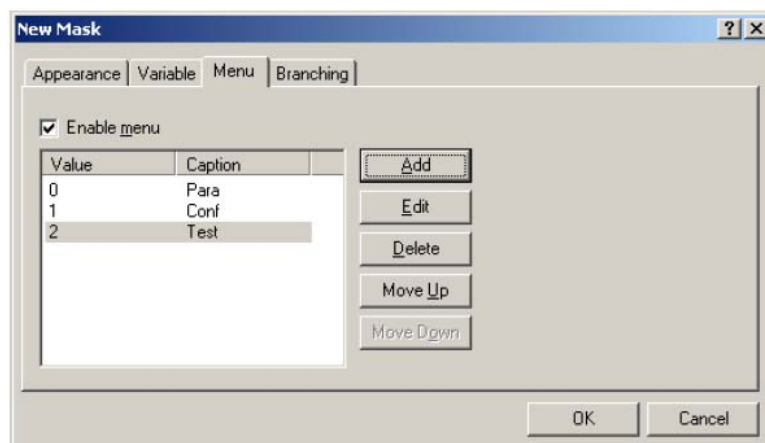 New Mask
Appearance Variable Menu Branching
Enable menu
Value Caption
0 Para
1 Conf
2 Test
Add
Edit
Delete
Move Up
Move Down
OK Cancel